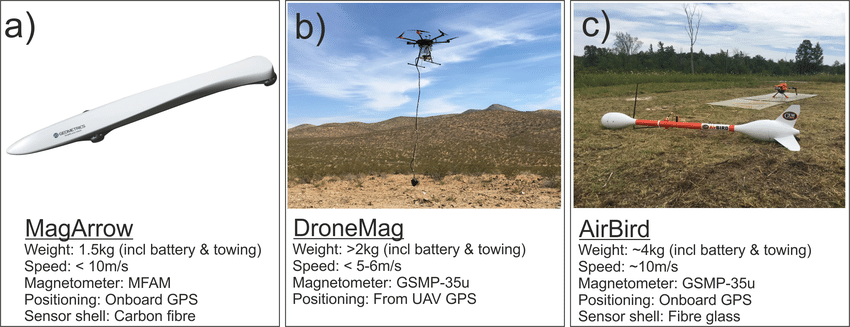 a)
GEOMETRICS
MagArrow
Weight: 1.5kg (incl battery & towing)
Speed: < 10m/s
Magnetometer: MFAM
Positioning: Onboard GPS
Sensor shell: Carbon fibre
b)
DroneMag
Weight: >2kg (incl battery & towing)
Speed: < 5-6m/s
Magnetometer: GSMP-35u
Positioning: From UAV GPS
c)
AirBIRD
AirBird
Weight: ~4kg (incl battery & towing)
Speed: ~10m/s
Magnetometer: GSMP-35u
Positioning: Onboard GPS
Sensor shell: Fibre glass